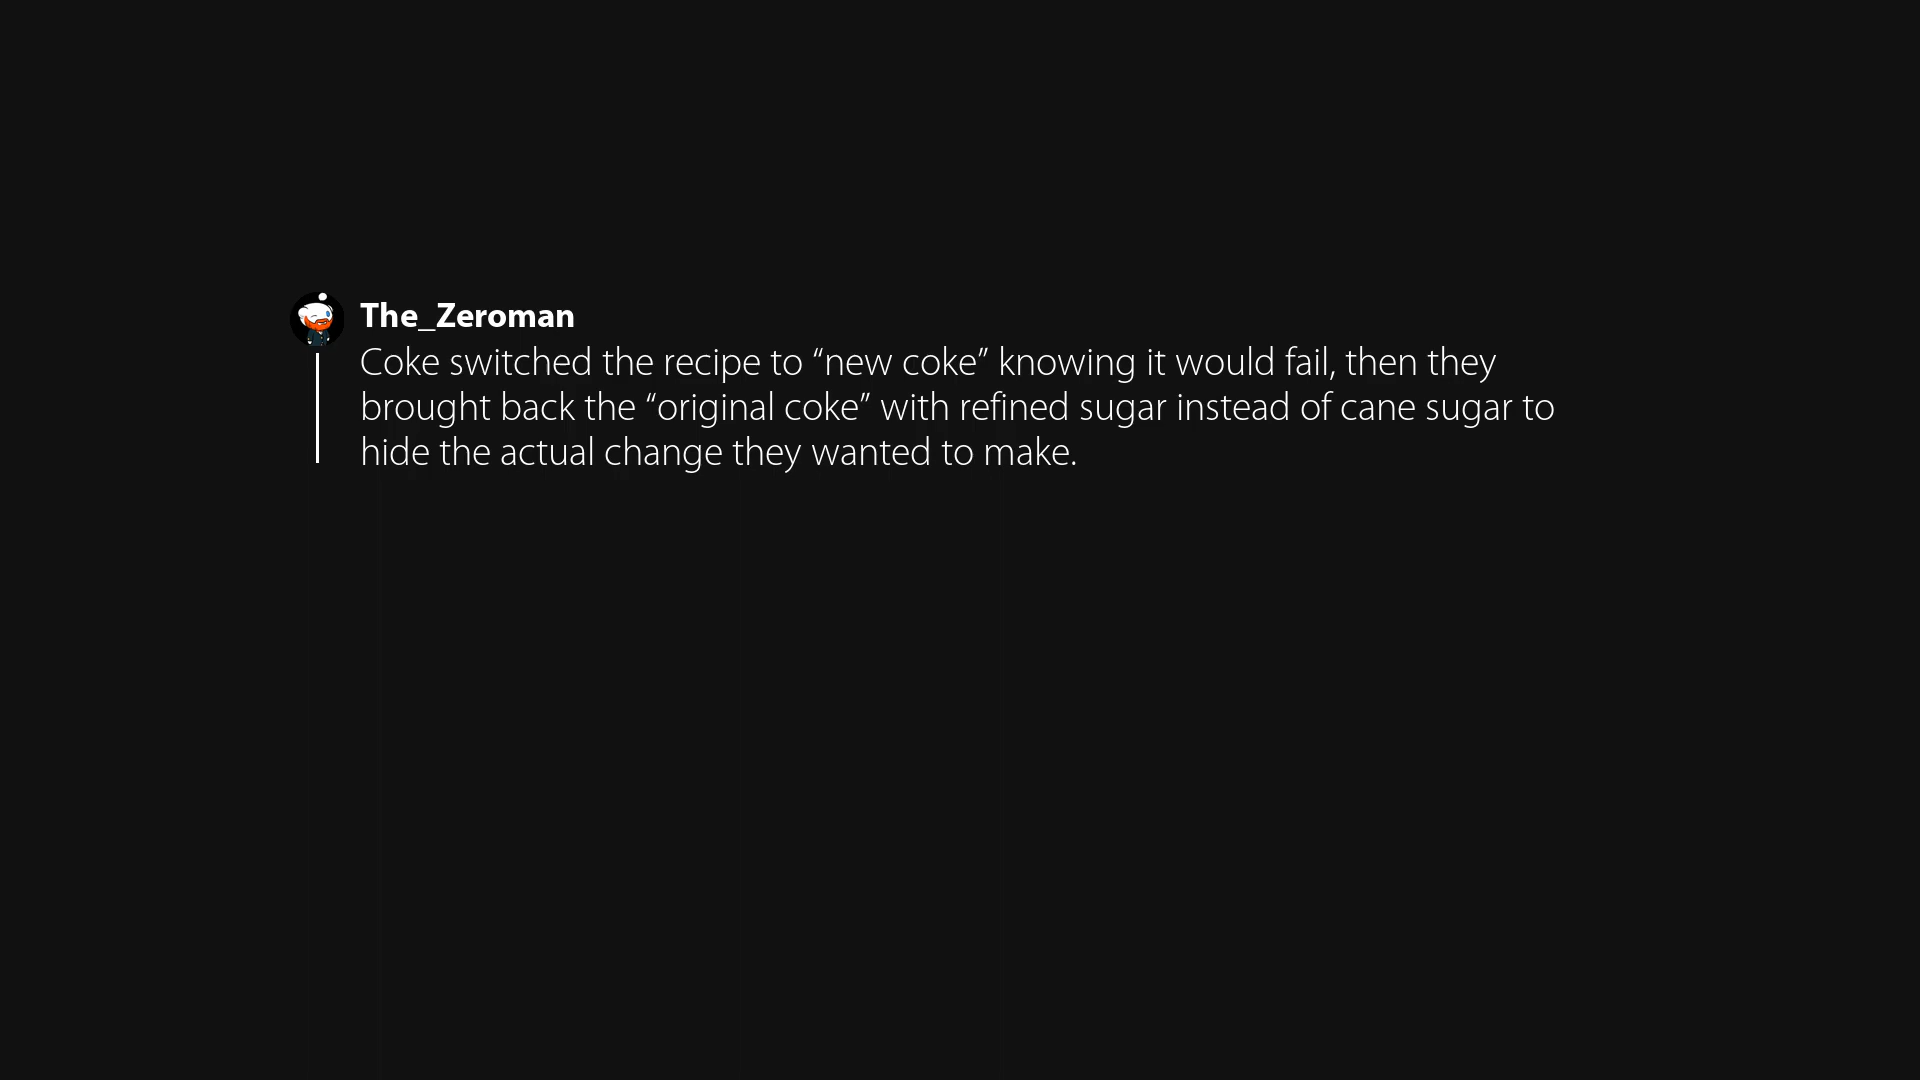 The_Zeroman
Coke switched the recipe to “new coke” knowing it would fail, then they
brought back the “original coke” with refined sugar instead of cane sugar to
hide the actual change they wanted to make.